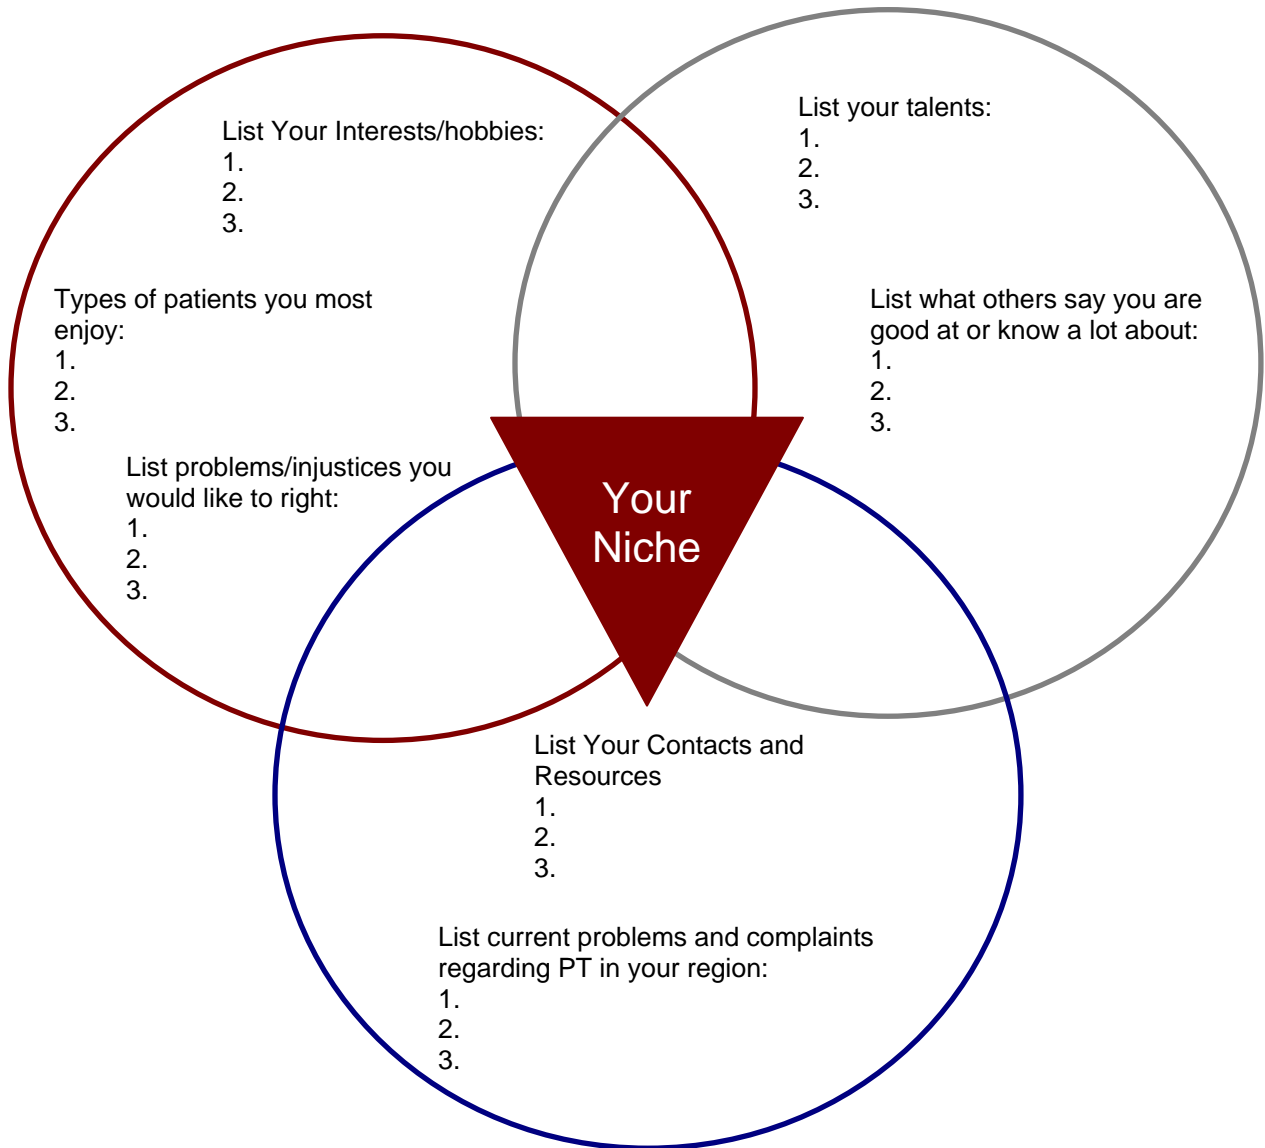 List Your Interests/hobbies:
1.
2.
3.
Types of patients you most
enjoy:
1.
2.
3.
List problems/injustices you
would like to right:
1.
2.
3.
List your talents:
1.
2.
3.
List what others say you are
good at or know a lot about:
1.
2.
3.
Your
Niche
List Your Contacts and
Resources
1.
2.
3.
List current problems and complaints
regarding PT in your region:
1.
2.
3.